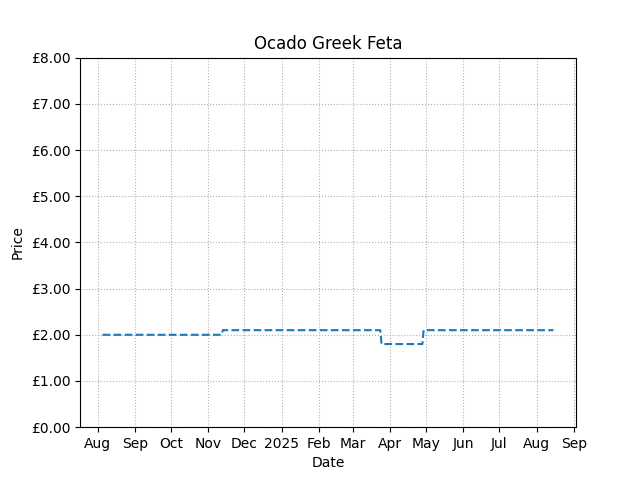 Ocado Greek Feta
£8.00
£7.00
£6.00
£5.00
£4.00
£3.00
£2.00
£1.00
£0.00
Price
Aug Sep Oct Nov Dec 2025 Feb Mar Apr May Jun Jul Aug Sep
Date